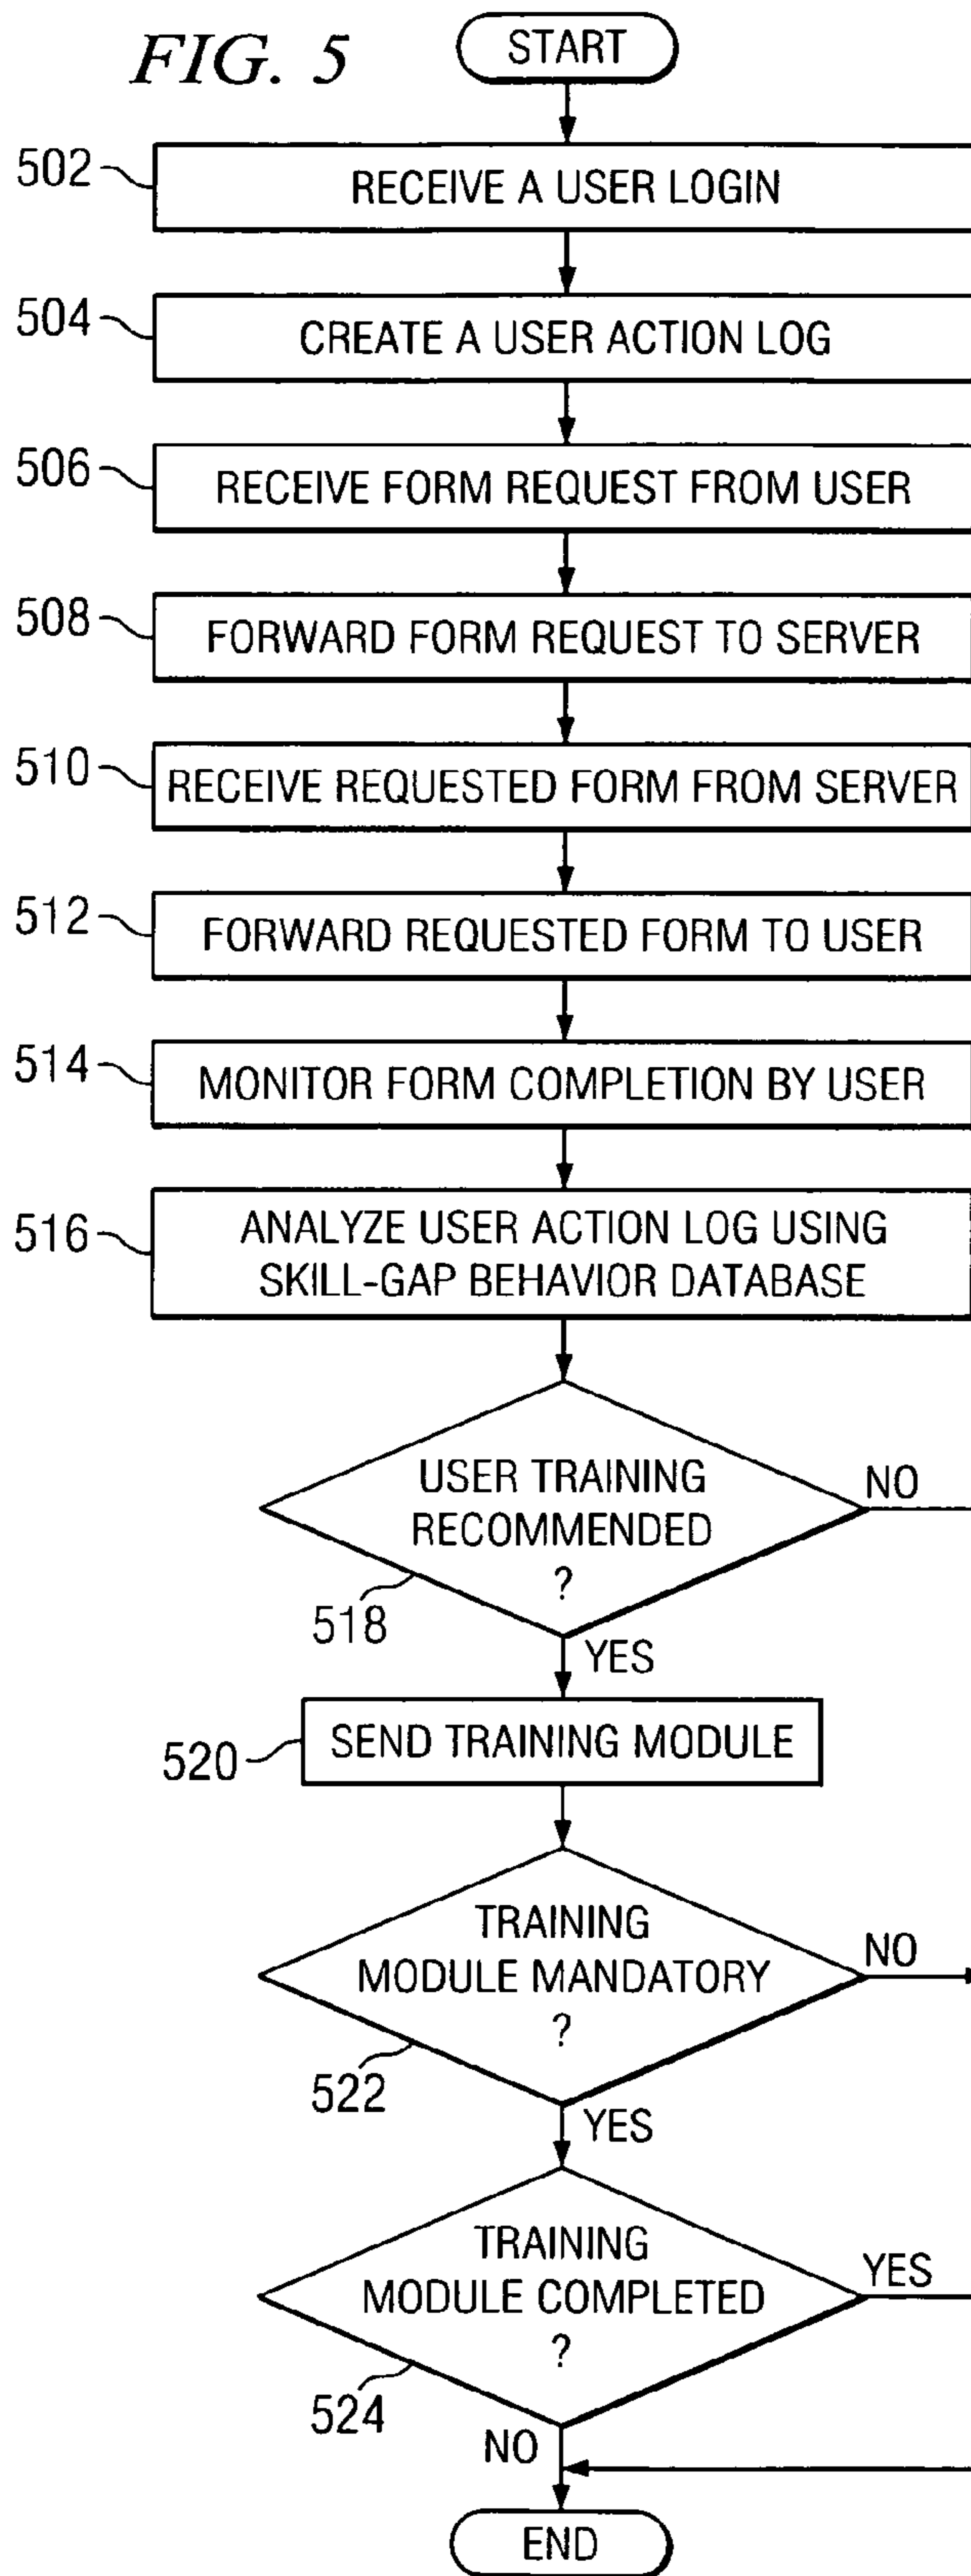 FIG. 5
START
502
RECEIVE A USER LOGIN
504
CREATE A USER ACTION LOG
506
RECEIVE FORM REQUEST FROM USER
508
FORWARD FORM REQUEST TO SERVER
510
RECEIVE REQUESTED FORM FROM SERVER
512
FORWARD REQUESTED FORM TO USER
514
MONITOR FORM COMPLETION BY USER
516
ANALYZE USER ACTION LOG USING
SKILL-GAP BEHAVIOR DATABASE
USER TRAINING
RECOMMENDED
?
NO
518
YES
520
SEND TRAINING MODULE
TRAINING
MODULE MANDATORY
?
NO
522
YES
TRAINING
MODULE COMPLETED
?
YES
524
NO
END